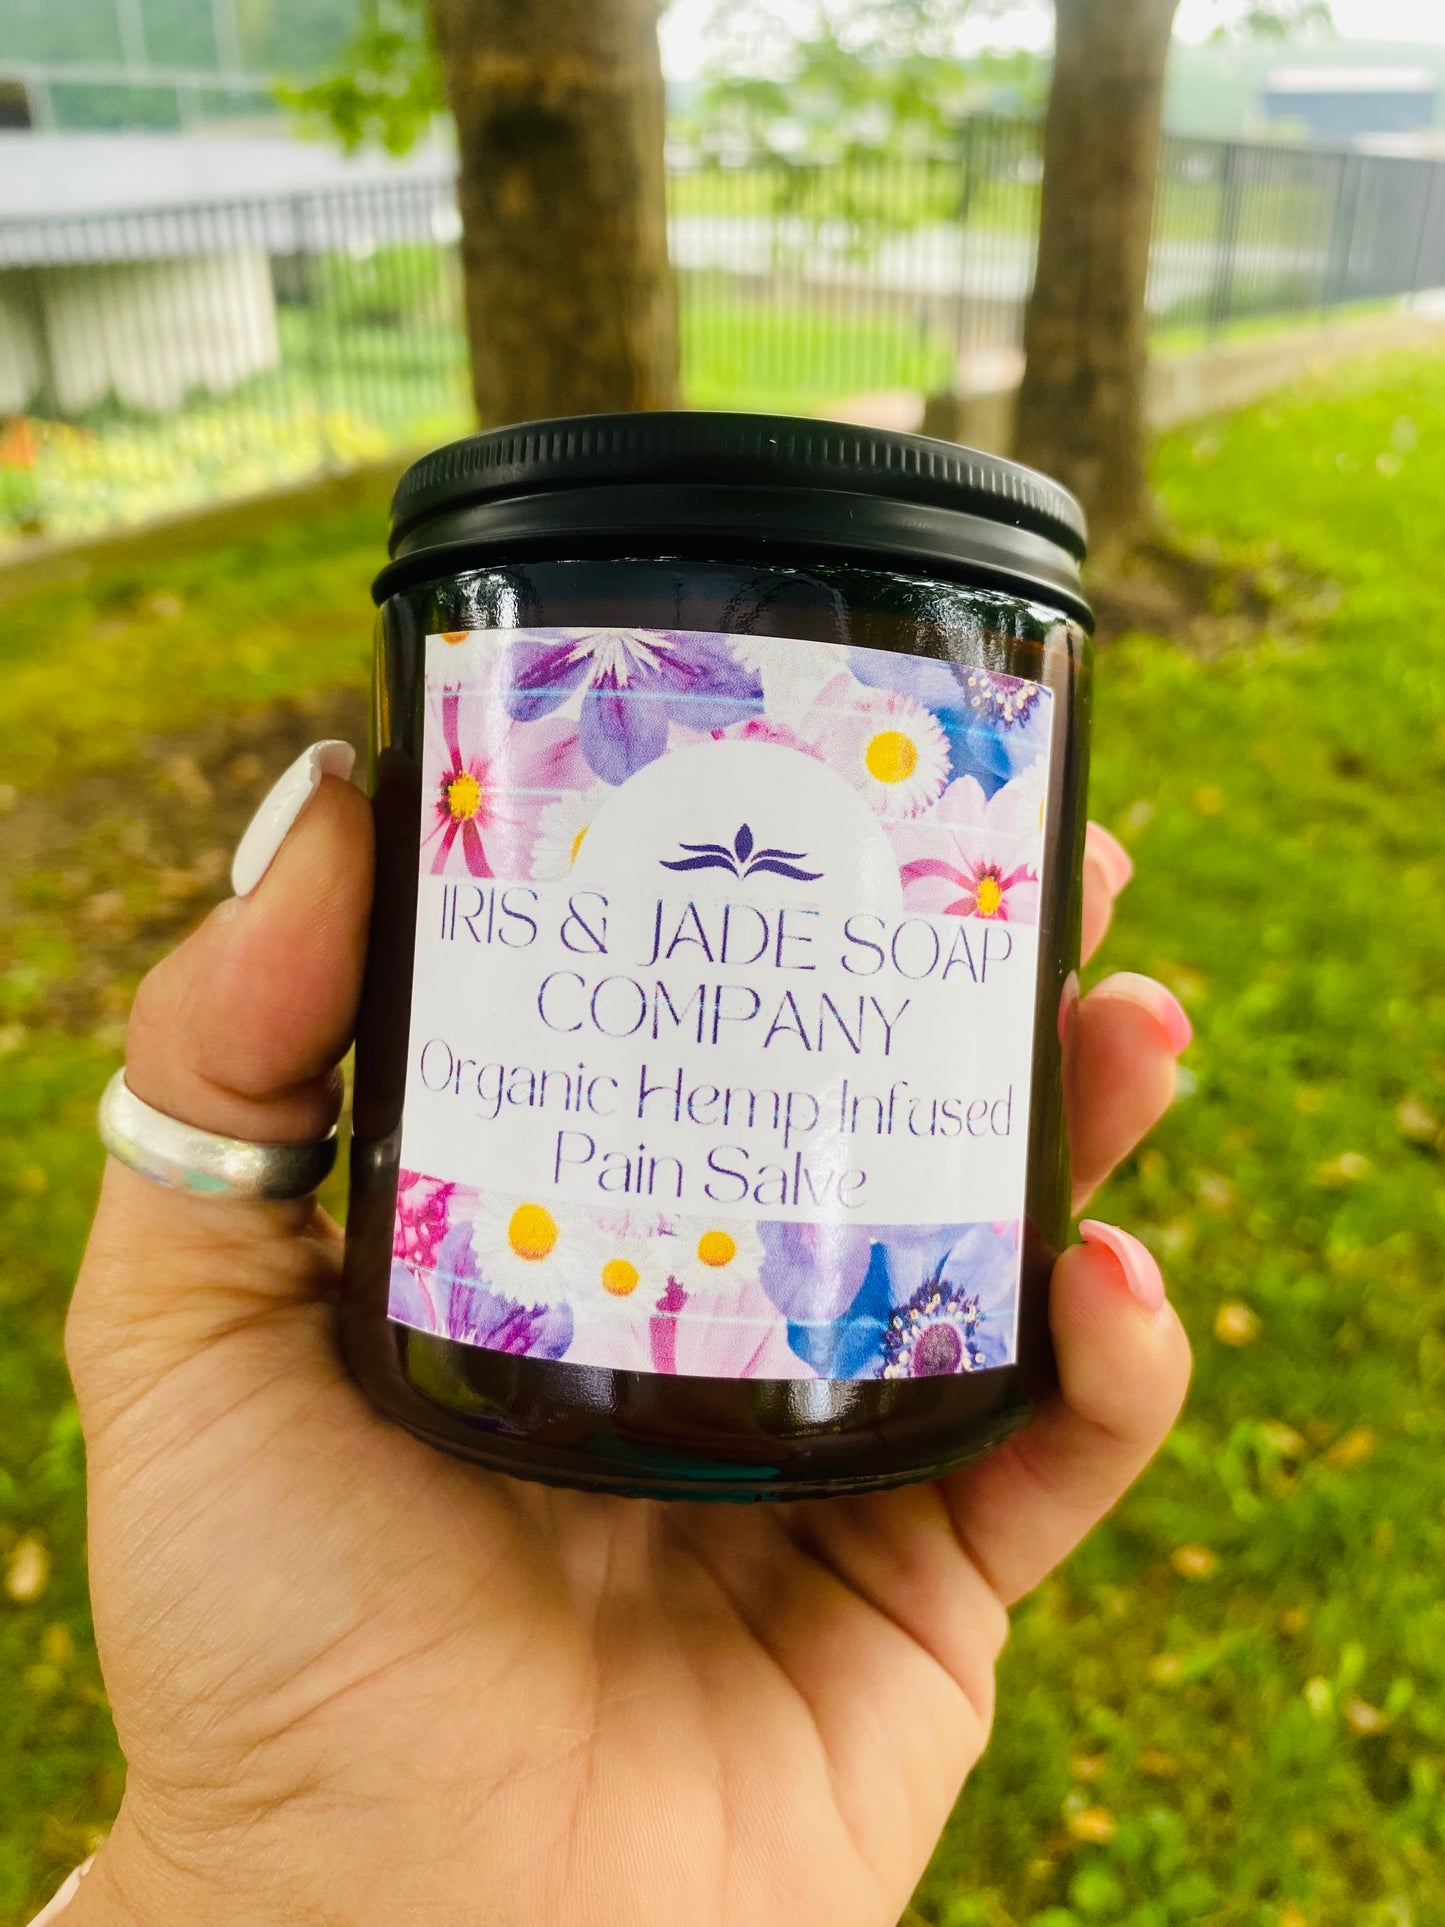 IRIS & JADE SOAP
COMPANY
Organic Hemp Infused
Pain Salve